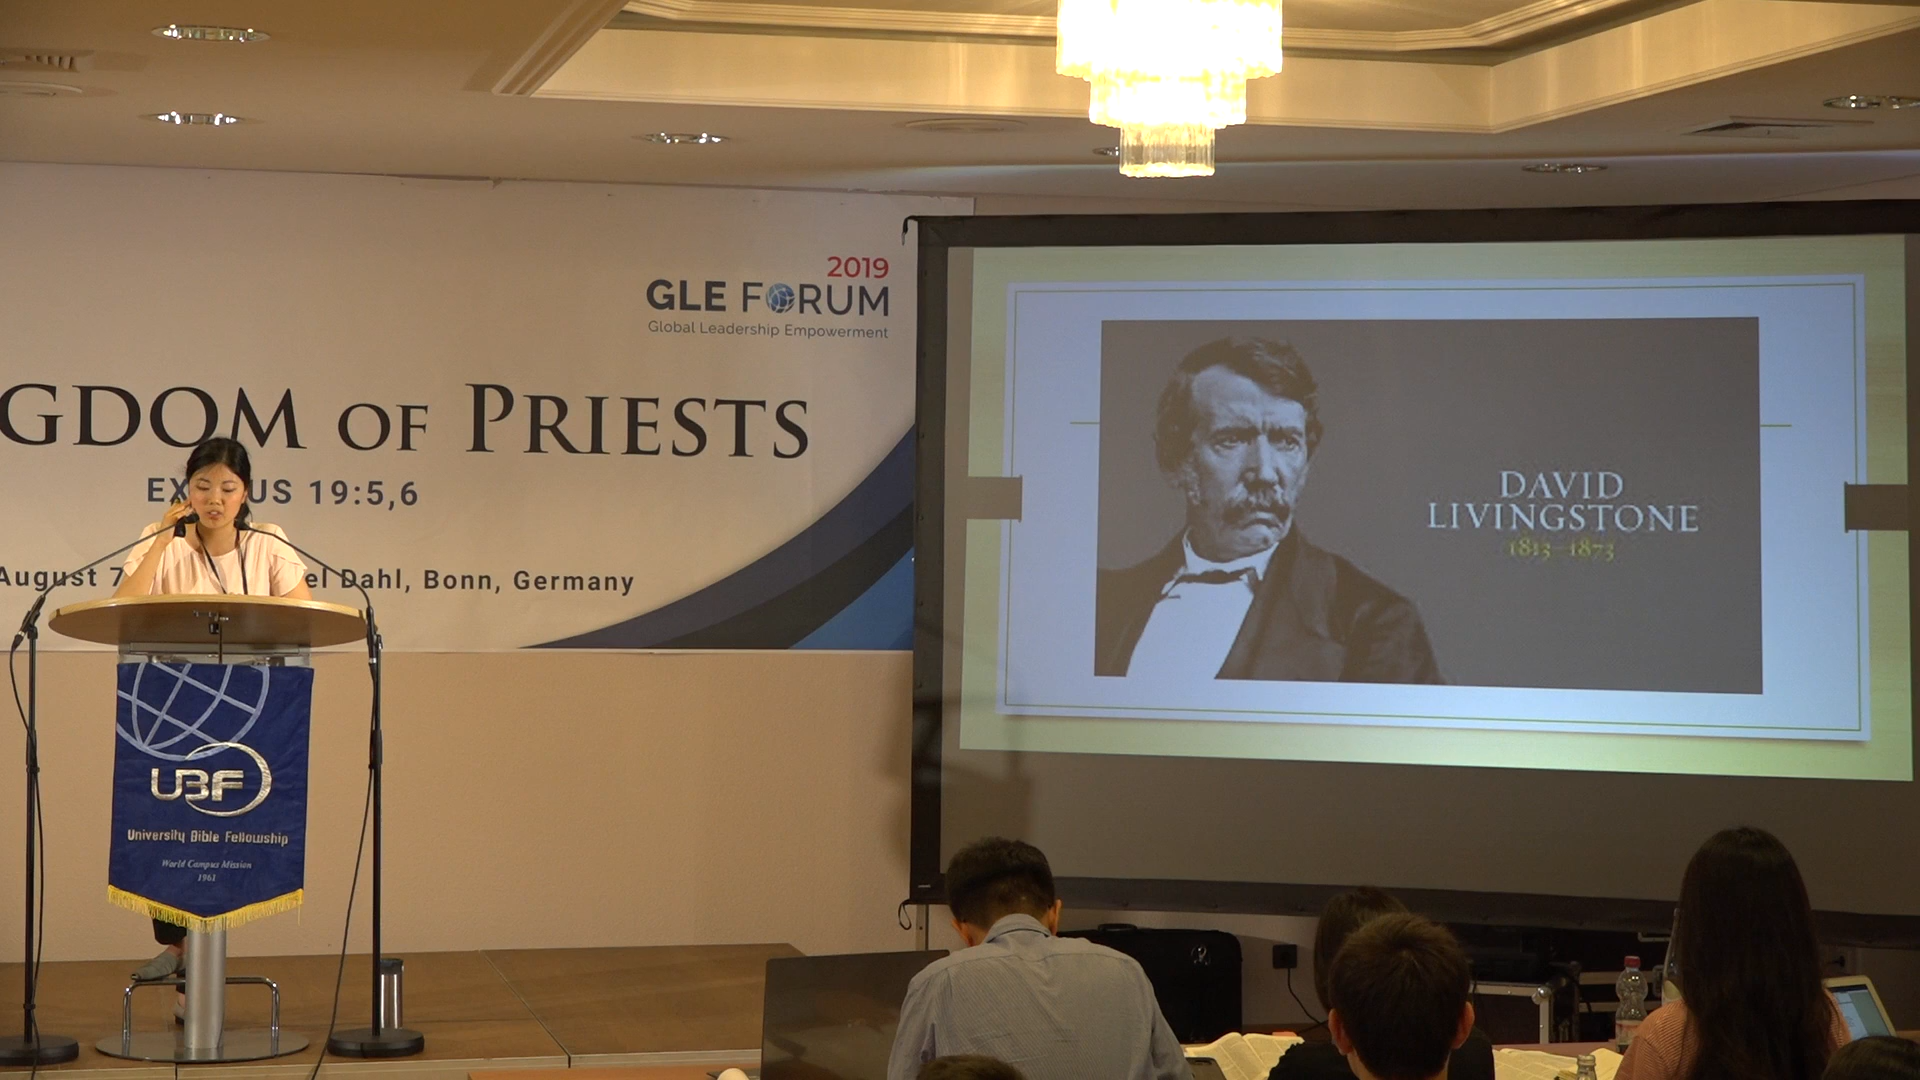 2019
GLE FORUM
Global Leadership Empowerment
GDOM OF PRIESTS
EX US 19:5,6
August 7 el Dahl, Bonn, Germany
UBF
University Bible Fellowship
World Campus Mission
1961
DAVID
LIVINGSTONE
1813–1873